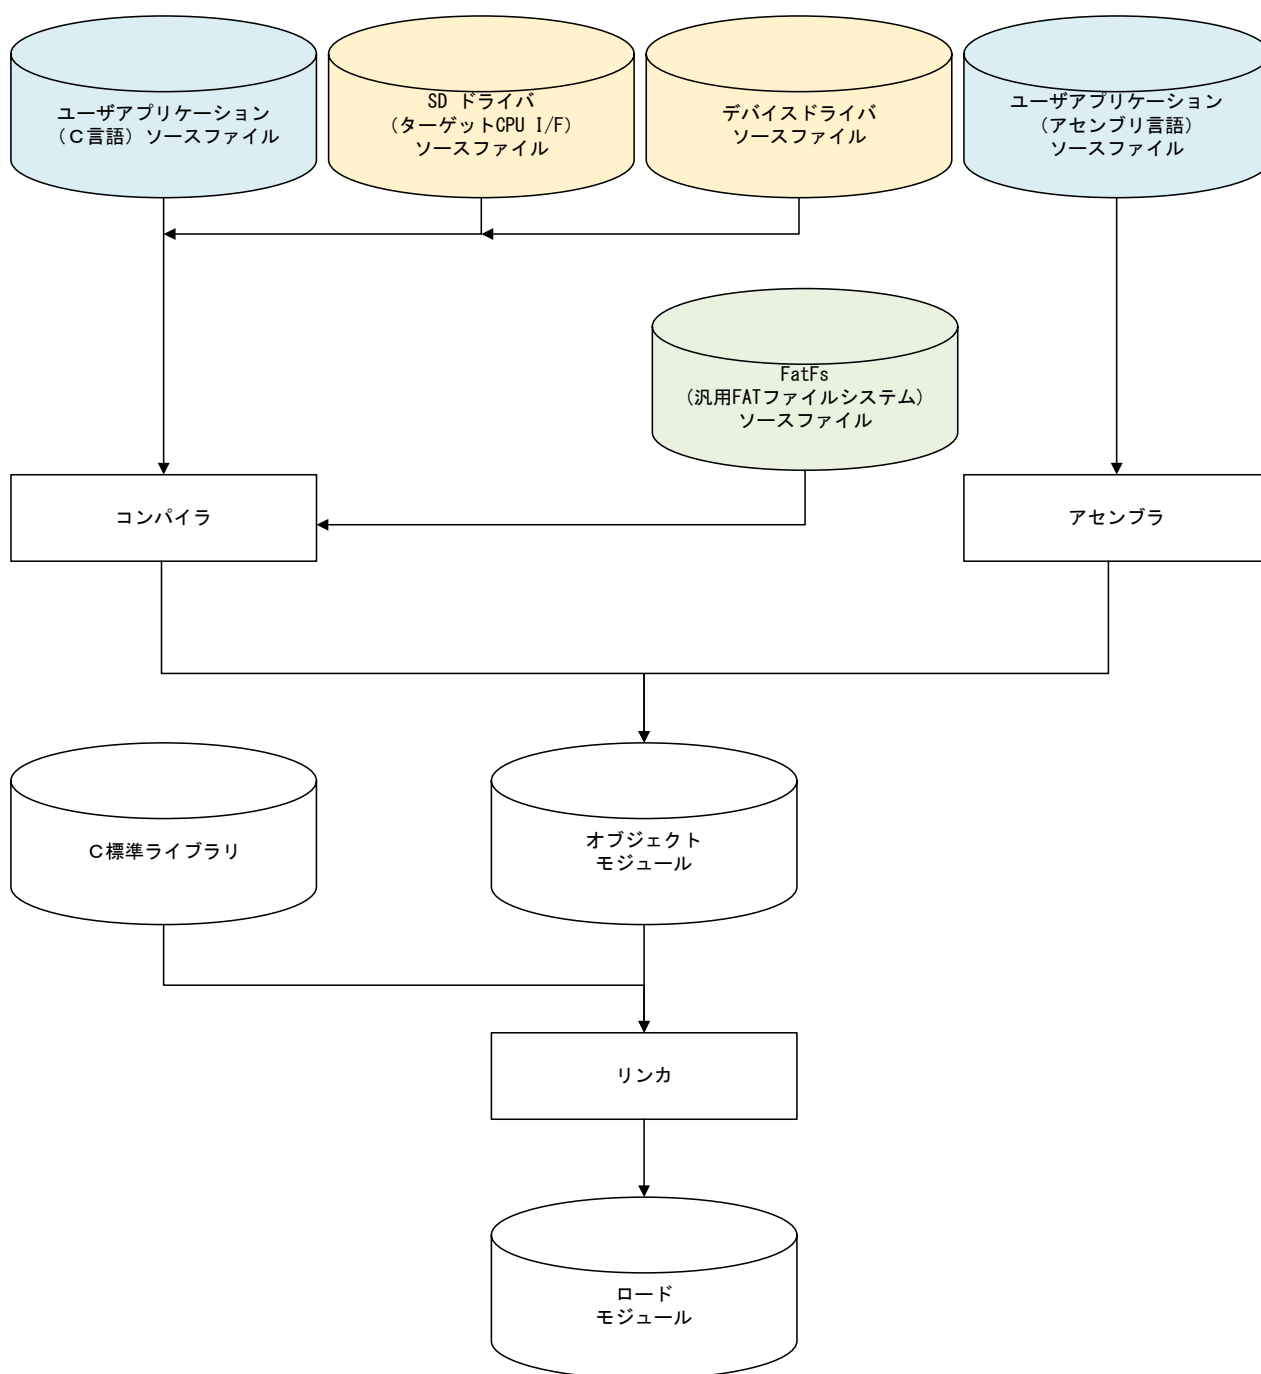 ユーザアプリケーション
（Ｃ言語）ソースファイル
SD ドライバ
（ターゲットCPU I/F）
ソースファイル
デバイスドライバ
ソースファイル
ユーザアプリケーション
（アセンブリ言語）
ソースファイル
FatFs
（汎用FATファイルシステム）
ソースファイル
コンパイラ
アセンブラ
Ｃ標準ライブラリ
オブジェクト
モジュール
リンカ
ロード
モジュール